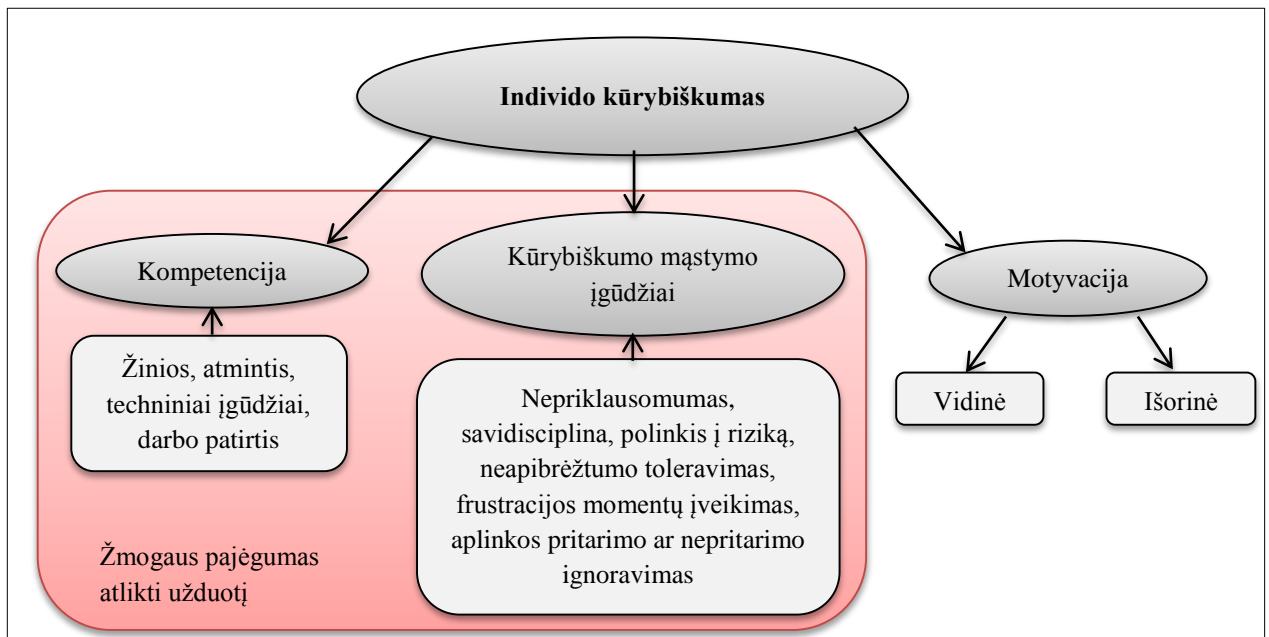 Individo kūrybiškumas
Kompetencija
Kūrybiškumo mąstymo
įgūdžiai
Motyvacija
Žinios, atmintis,
techniniai įgūdžiai,
darbo patirtis
Nepriklausomumas,
savidisciplina, polinkis į riziką,
neapibrėžtumo toleravimas,
frustracijos momentų įveikimas,
aplinkos pritarimo ar nepritarimo
ignoravimas
Vidinė
Išorinė
Žmogaus pajėgumas
atlikti užduotį